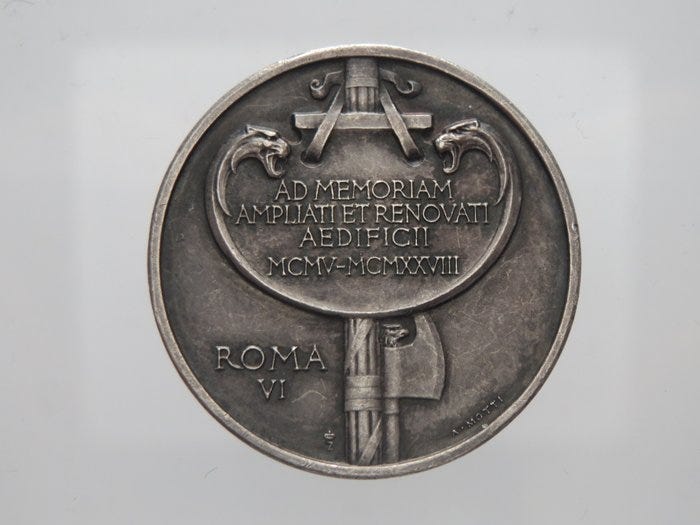 AD MEMORIAM
AMPLIATI ET RENOVATI
AEDIFICII
MCMV-MCMXXVIII
ROMA
VI
Z
A·MOTTI